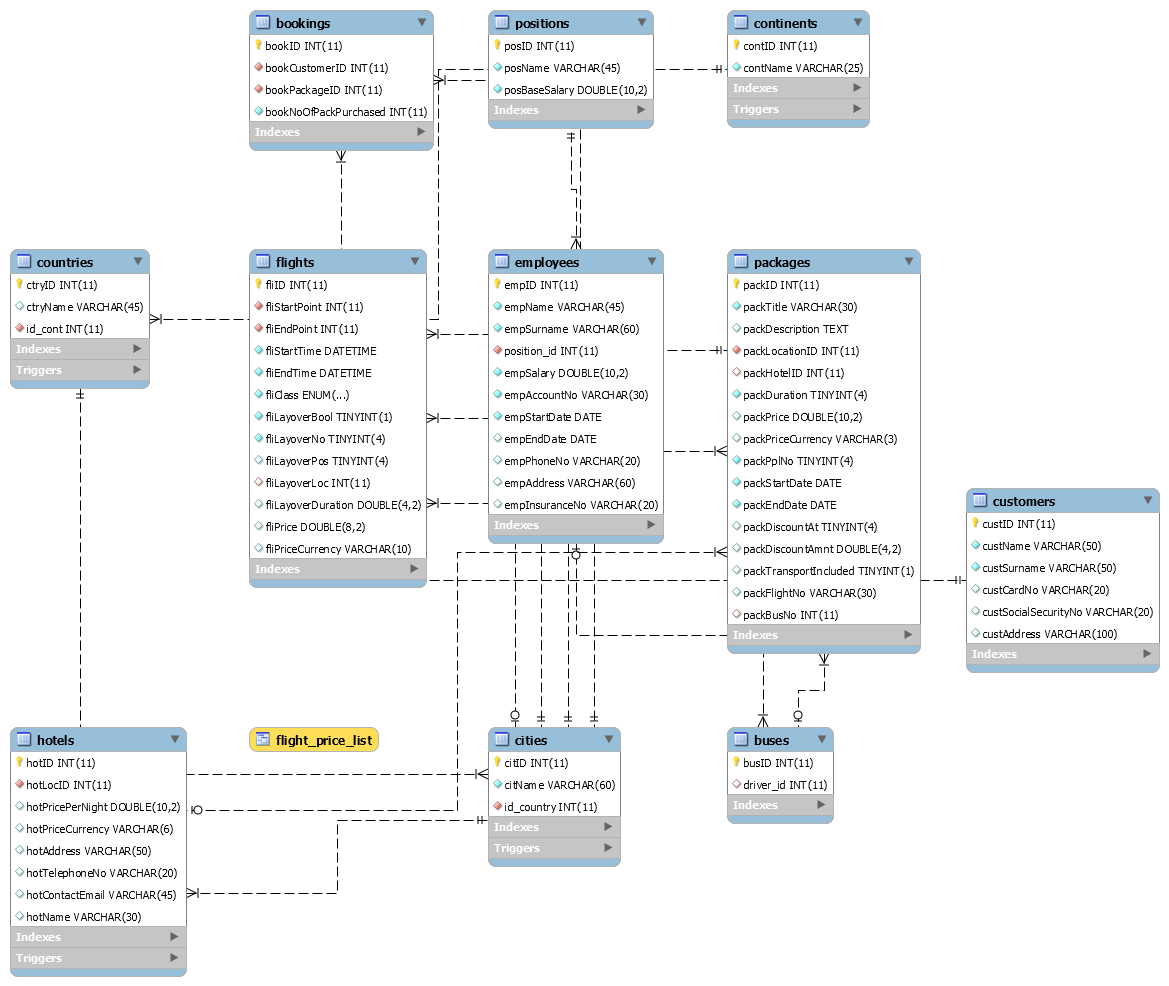 bookings
bookID INT(11)
bookCustomerID INT(11)
bookPackageID INT(11)
bookNoOfPackPurchased INT(11)
Indexes
positions
posID INT(11)
posName VARCHAR(45)
posBaseSalary DOUBLE(10,2)
Indexes
continents
contID INT(11)
contName VARCHAR(25)
Indexes
Triggers
countries
ctryID INT(11)
ctryName VARCHAR(45)
id_cont INT(11)
Indexes
Triggers
flights
fliID INT(11)
fliStartPoint INT(11)
fliEndPoint INT(11)
fliStartTime DATETIME
fliEndTime DATETIME
fliClass ENUM(...)
fliLayoverBool TINYINT(1)
fliLayoverNo TINYINT(4)
fliLayoverPos TINYINT(4)
fliLayoverLoc INT(11)
fliLayoverDuration DOUBLE(4,2)
fliPrice DOUBLE(8,2)
fliPriceCurrency VARCHAR(10)
Indexes
employees
empID INT(11)
empName VARCHAR(45)
empSurname VARCHAR(60)
position_id INT(11)
empSalary DOUBLE(10,2)
empAccountNo VARCHAR(30)
empStartDate DATE
empEndDate DATE
empPhoneNo VARCHAR(20)
empAddress VARCHAR(60)
empInsuranceNo VARCHAR(20)
Indexes
packages
packID INT(11)
packTitle VARCHAR(30)
packDescription TEXT
packLocationID INT(11)
packHotelID INT(11)
packDuration TINYINT(4)
packPrice DOUBLE(10,2)
packPriceCurrency VARCHAR(3)
packPplNo TINYINT(4)
packStartDate DATE
packEndDate DATE
packDiscountAt TINYINT(4)
packDiscountAmnt DOUBLE(4,2)
packTransportIncluded TINYINT(1)
packFlightNo VARCHAR(30)
packBusNo INT(11)
Indexes
customers
custID INT(11)
custName VARCHAR(50)
custSurname VARCHAR(50)
custCardNo VARCHAR(20)
custSocialSecurityNo VARCHAR(20)
custAddress VARCHAR(100)
Indexes
hotels
hotID INT(11)
hotLocID INT(11)
hotPricePerNight DOUBLE(10,2)
hotPriceCurrency VARCHAR(6)
hotAddress VARCHAR(50)
hotTelephoneNo VARCHAR(20)
hotContactEmail VARCHAR(45)
hotName VARCHAR(30)
Indexes
Triggers
flight_price_list
cities
citID INT(11)
citName VARCHAR(60)
id_country INT(11)
Indexes
Triggers
buses
busID INT(11)
driver_id INT(11)
Indexes